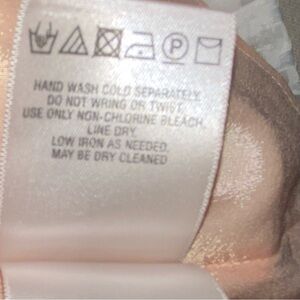 P
HAND WASH COLD SEPARATELY.
DO NOT WRING OR TWIST.
USE ONLY NON-CHLORINE BLEACH.
LINE DRY.
LOW IRON AS NEEDED.
MAY BE DRY CLEANED